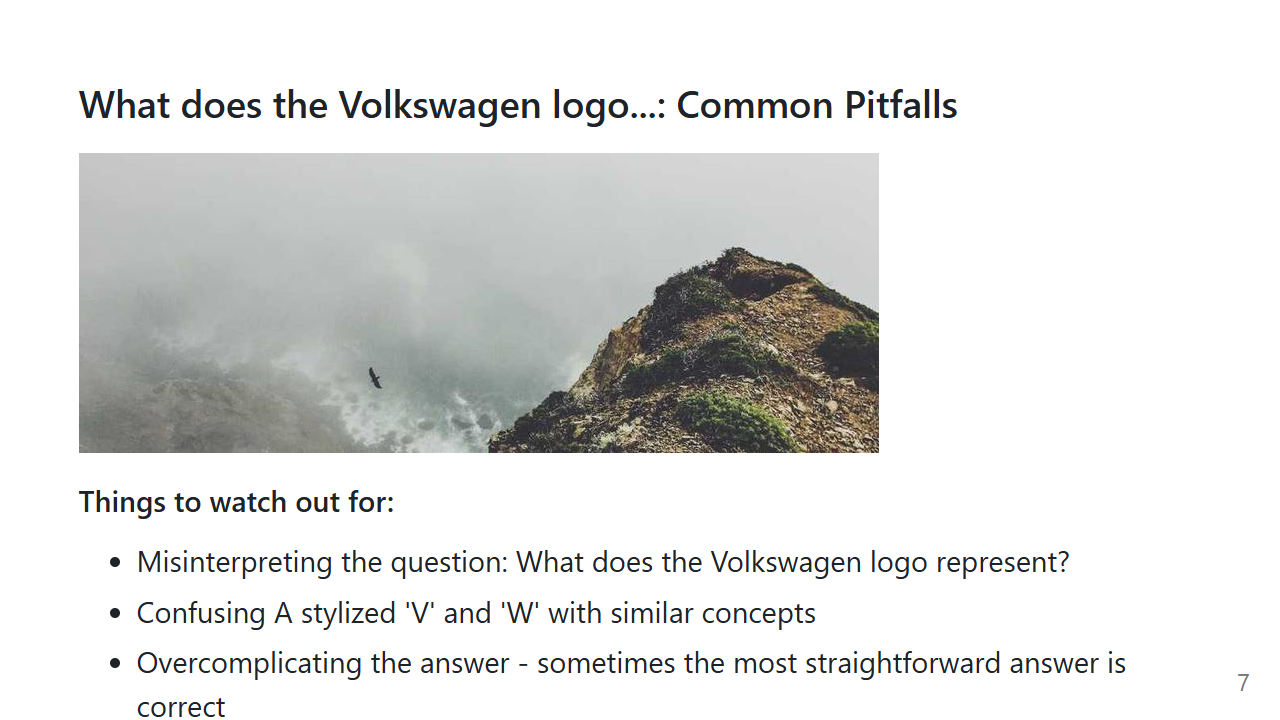 What does the Volkswagen logo...: Common Pitfalls
Things to watch out for:
Misinterpreting the question: What does the Volkswagen logo represent?
Confusing A stylized 'V' and 'W' with similar concepts
Overcomplicating the answer - sometimes the most straightforward answer is
correct
7